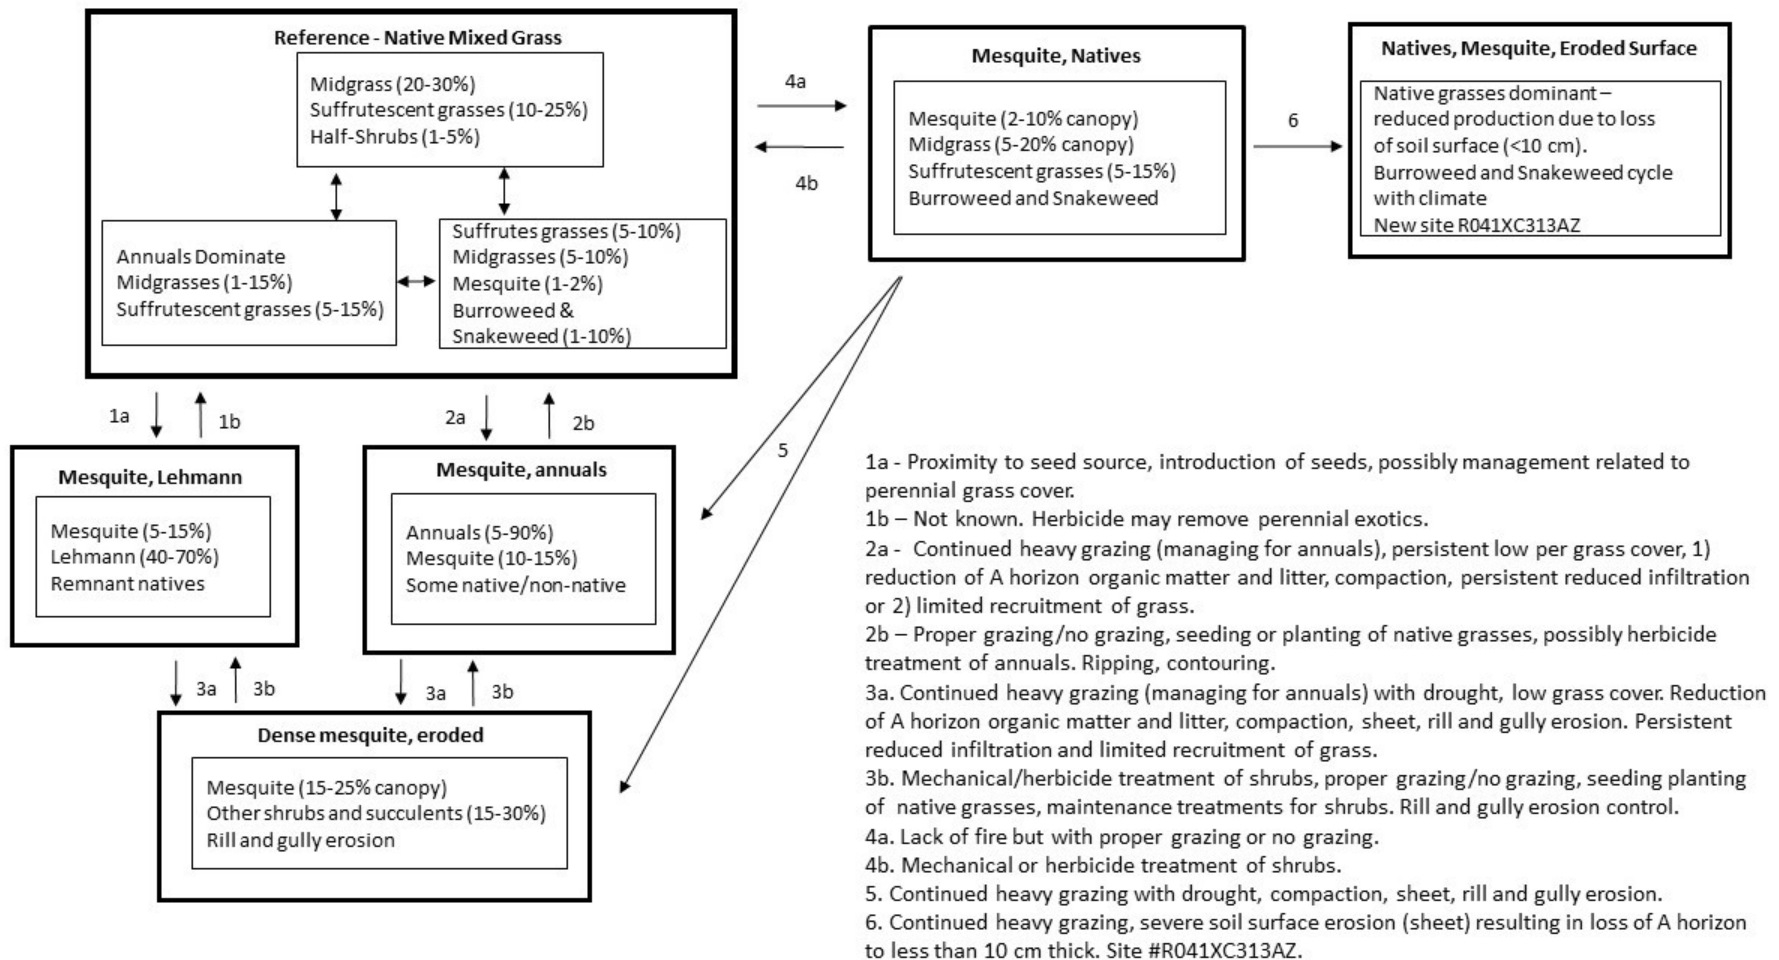 Reference - Native Mixed Grass
Midgrass (20-30%)
Suffrutescent grasses (10-25%)
Half-Shrubs (1-5%)
Annuals Dominate
Midgrasses (1-15%)
Suffrutescent grasses (5-15%)
Suffrutes grasses (5-10%)
Midgrasses (5-10%)
Mesquite (1-2%)
Burroweed &
Snakeweed (1-10%)
4a
4b
Mesquite, Natives
Mesquite (2-10% canopy)
Midgrass (5-20% canopy)
Suffrutescent grasses (5-15%)
Burroweed and Snakeweed
6
Natives, Mesquite, Eroded Surface
Native grasses dominant –
reduced production due to loss
of soil surface (<10 cm).
Burroweed and Snakeweed cycle
with climate
New site R041XC313AZ
1a
1b
2a
2b
5
Mesquite, Lehmann
Mesquite (5-15%)
Lehmann (40-70%)
Remnant natives
Mesquite, annuals
Annuals (5-90%)
Mesquite (10-15%)
Some native/non-native
3a
3b
3a
3b
Dense mesquite, eroded
Mesquite (15-25% canopy)
Other shrubs and succulents (15-30%)
Rill and gully erosion
1a - Proximity to seed source, introduction of seeds, possibly management related to
perennial grass cover.
1b – Not known. Herbicide may remove perennial exotics.
2a - Continued heavy grazing (managing for annuals), persistent low per grass cover, 1)
reduction of A horizon organic matter and litter, compaction, persistent reduced infiltration
or 2) limited recruitment of grass.
2b – Proper grazing/no grazing, seeding or planting of native grasses, possibly herbicide
treatment of annuals. Ripping, contouring.
3a. Continued heavy grazing (managing for annuals) with drought, low grass cover. Reduction
of A horizon organic matter and litter, compaction, sheet, rill and gully erosion. Persistent
reduced infiltration and limited recruitment of grass.
3b. Mechanical/herbicide treatment of shrubs, proper grazing/no grazing, seeding planting
of native grasses, maintenance treatments for shrubs. Rill and gully erosion control.
4a. Lack of fire but with proper grazing or no grazing.
4b. Mechanical or herbicide treatment of shrubs.
5. Continued heavy grazing with drought, compaction, sheet, rill and gully erosion.
6. Continued heavy grazing, severe soil surface erosion (sheet) resulting in loss of A horizon
to less than 10 cm thick. Site #R041XC313AZ.